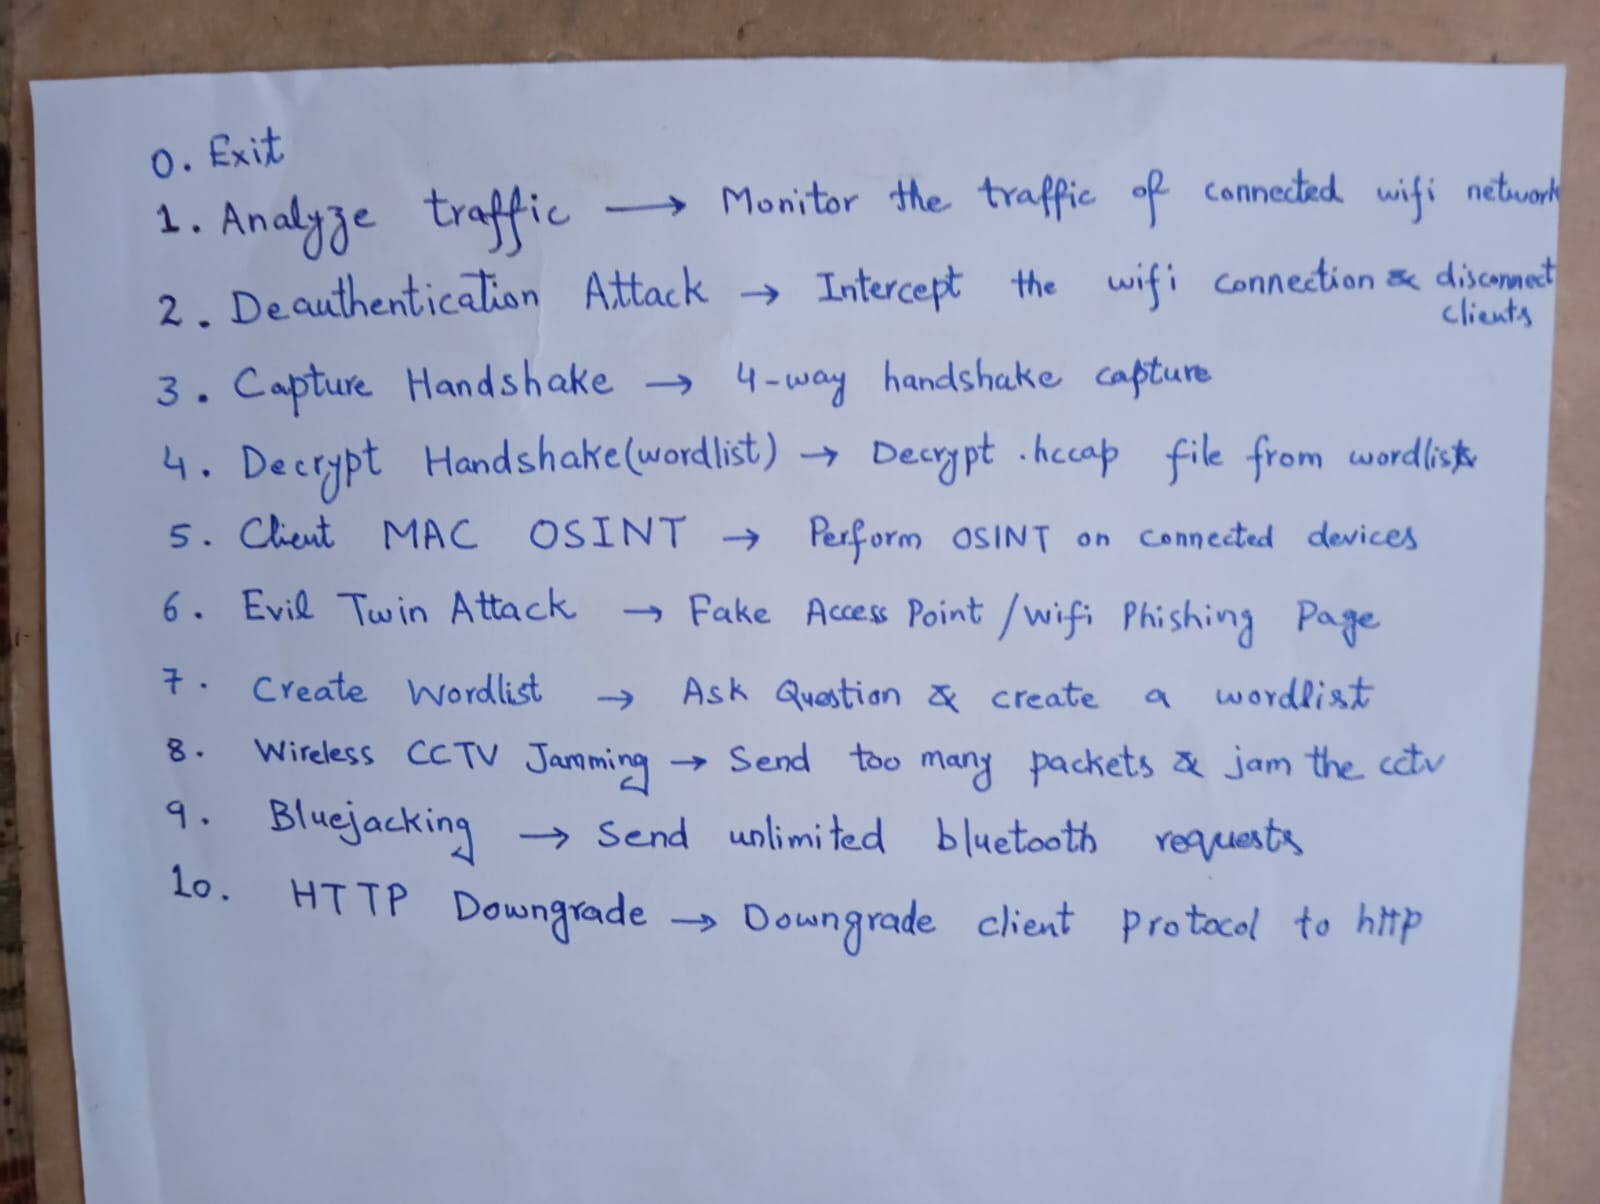 0. Exit
1. Analyze traffic → Monitor the traffic of connected wifi network
2. Deauthentication Attack → Intercept the wifi connection & disconnect
clients
3. Capture Handshake → 4-way handshake capture
4. Decrypt Handshake(wordlist) → Decrypt .hccap file from wordlists
5. Client MAC OSINT → Perform OSINT on connected devices
6. Evil Twin Attack → Fake Access Point / wifi Phishing Page
7. Create Wordlist → Ask Question & create a wordlist
8. Wireless CCTV Jamming → Send too many packets & jam the cctv
9. Bluejacking → Send unlimited bluetooth requests
10. HTTP Downgrade → Downgrade client protocol to http